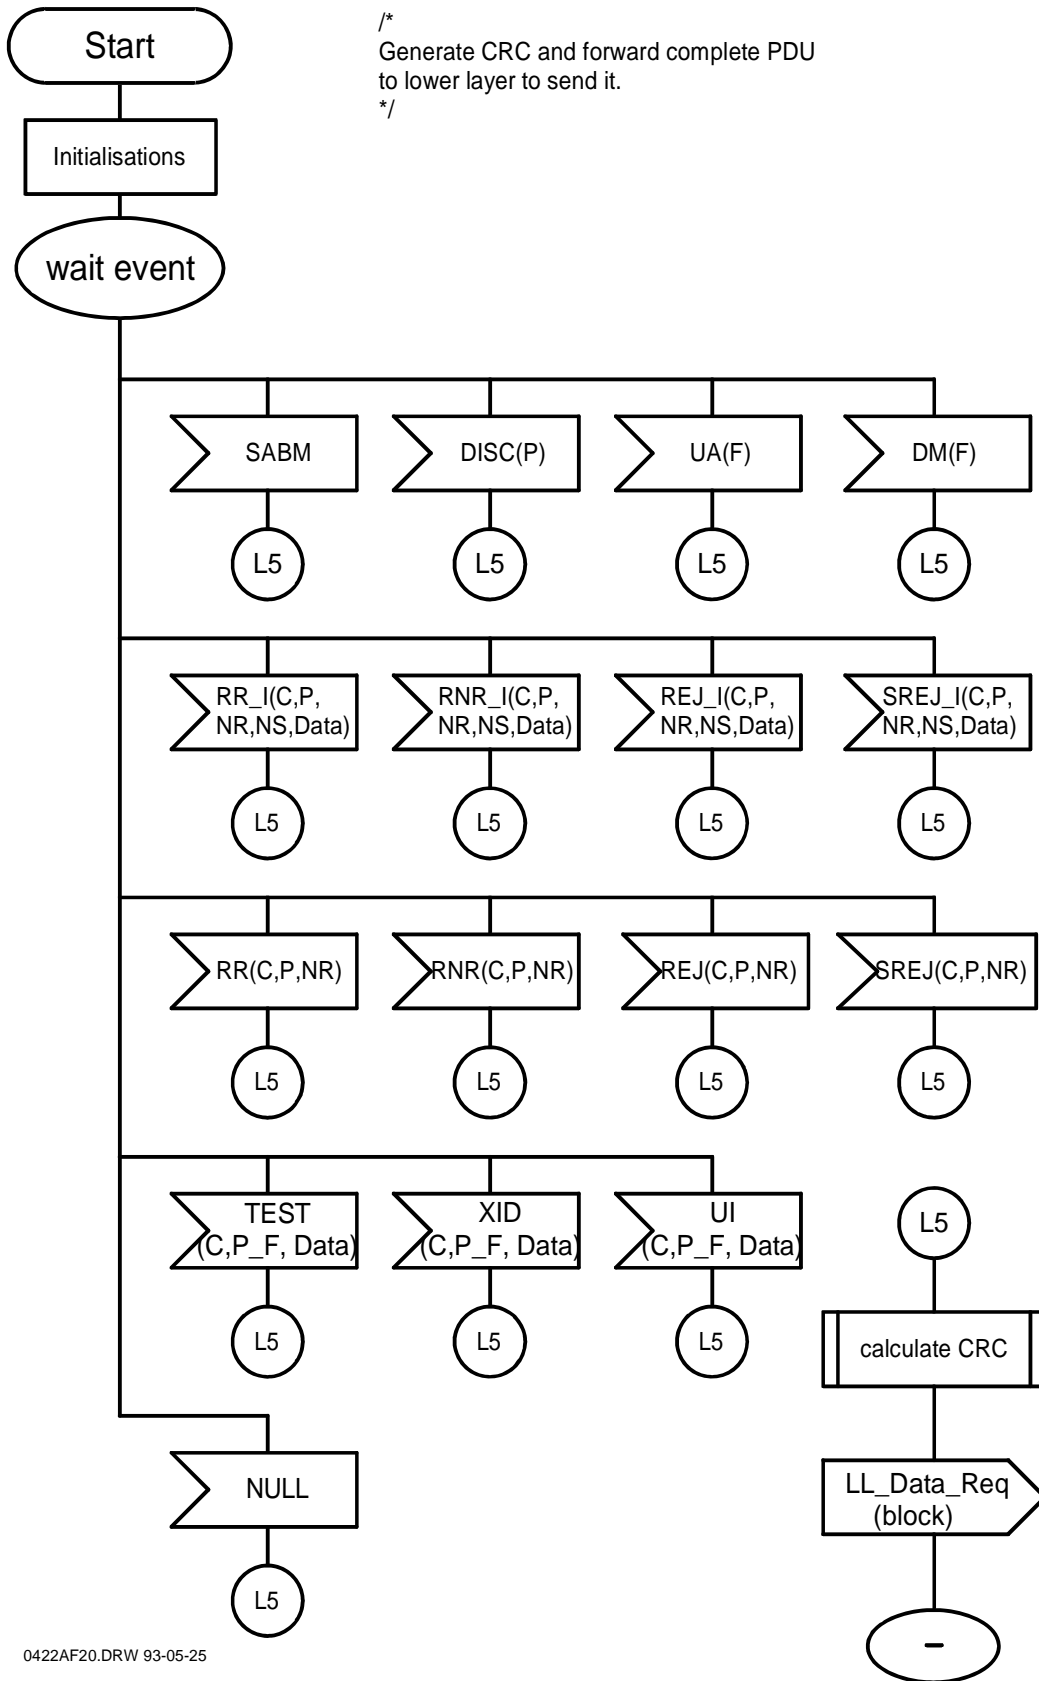 Start
/*
Generate CRC and forward complete PDU
to lower layer to send it.
*/
Initialisations
wait event
SABM
DISC(P)
UA(F)
DM(F)
L5
L5
L5
L5
RR_I(C,P,
NR,NS,Data)
RNR_I(C,P,
NR,NS,Data)
REJ_I(C,P,
NR,NS,Data)
SREJ_I(C,P,
NR,NS,Data)
L5
L5
L5
L5
RR(C,P,NR)
RNR(C,P,NR)
REJ(C,P,NR)
SREJ(C,P,NR)
L5
L5
L5
L5
TEST
(C,P_F, Data)
XID
(C,P_F, Data)
UI
(C,P_F, Data)
L5
L5
L5
L5
calculate CRC
NULL
LL_Data_Req
(block)
L5
–
0422AF20.DRW 93-05-25